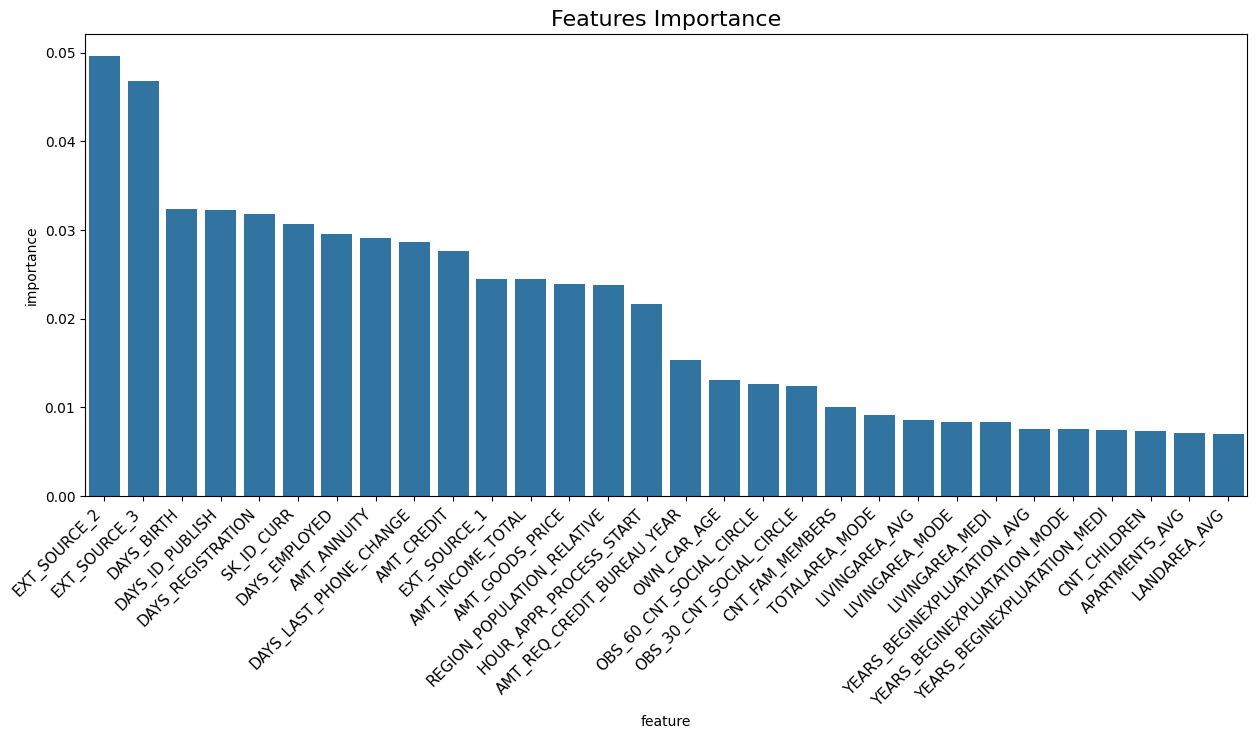 Features Importance
importance
0.05
0.04
0.03
0.02
0.01
0.00
EXT_SOURCE_2
EXT_SOURCE_3
DAYS_BIRTH
DAYS_ID_PUBLISH
DAYS_REGISTRATION
SK_ID_CURR
DAYS_EMPLOYED
AMT_ANNUITY
DAYS_LAST_PHONE_CHANGE
AMT_CREDIT
EXT_SOURCE_1
AMT_INCOME_TOTAL
AMT_GOODS_PRICE
REGION_POPULATION_RELATIVE
HOUR_APPR_PROCESS_START
AMT_REQ_CREDIT_BUREAU_YEAR
OWN_CAR_AGE
OBS_60_CNT_SOCIAL_CIRCLE
OBS_30_CNT_SOCIAL_CIRCLE
CNT_FAM_MEMBERS
TOTALAREA_MODE
LIVINGAREA_AVG
LIVINGAREA_MODE
LIVINGAREA_MEDI
YEARS_BEGINEXPLUATATION_AVG
YEARS_BEGINEXPLUATATION_MODE
YEARS_BEGINEXPLUATATION_MEDI
CNT_CHILDREN
APARTMENTS_AVG
LANDAREA_AVG
feature